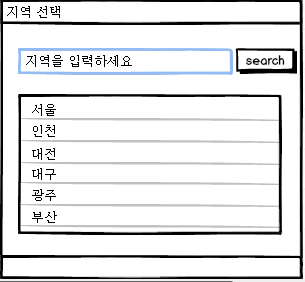 지역 선택
지역을 입력하세요 search
서울
인천
대전
대구
광주
부산